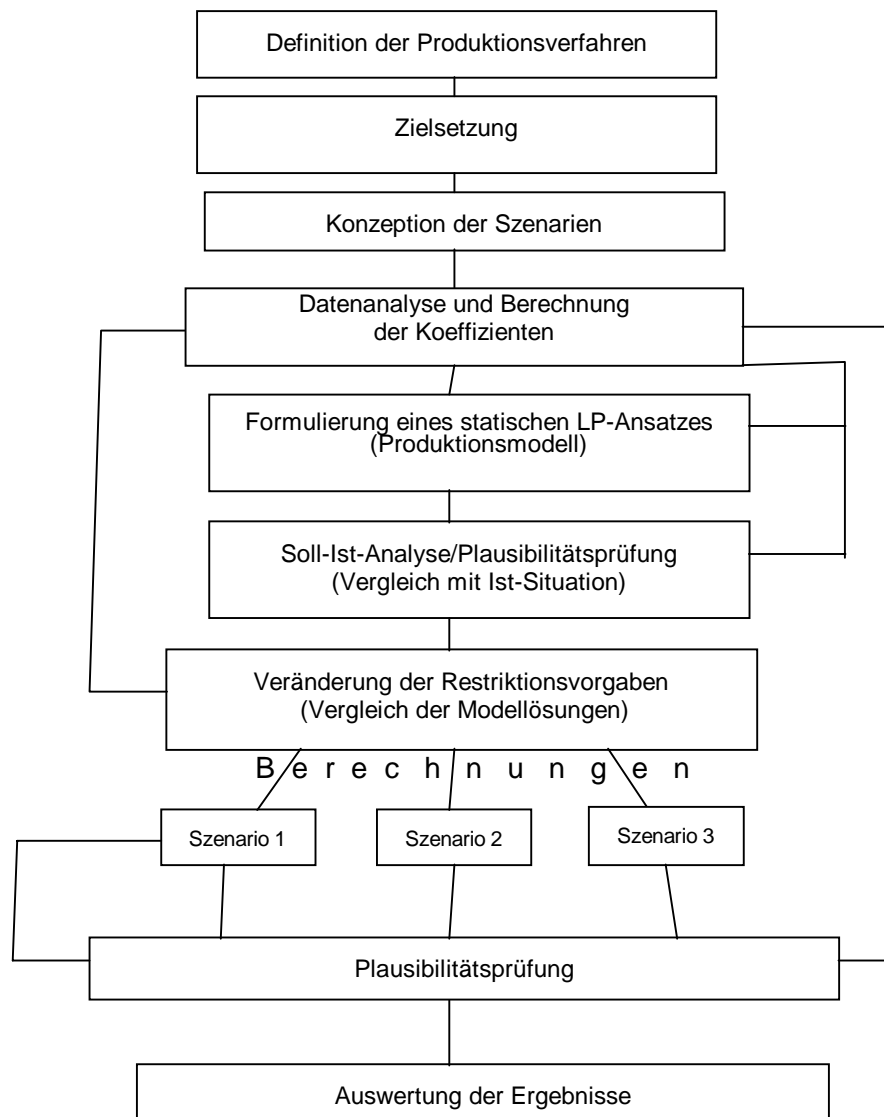 Definition der Produktionsverfahren
Zielsetzung
Konzeption der Szenarien
Datenanalyse und Berechnung
der Koeffizienten
Formulierung eines statischen LP-Ansatzes
(Produktionsmodell)
Soll-Ist-Analyse/Plausibilitätsprüfung
(Vergleich mit Ist-Situation)
Veränderung der Restriktionsvorgaben
(Vergleich der Modellösungen)
B e r e c h n u n g e n
Szenario 1
Szenario 2
Szenario 3
Plausibilitätsprüfung
Auswertung der Ergebnisse